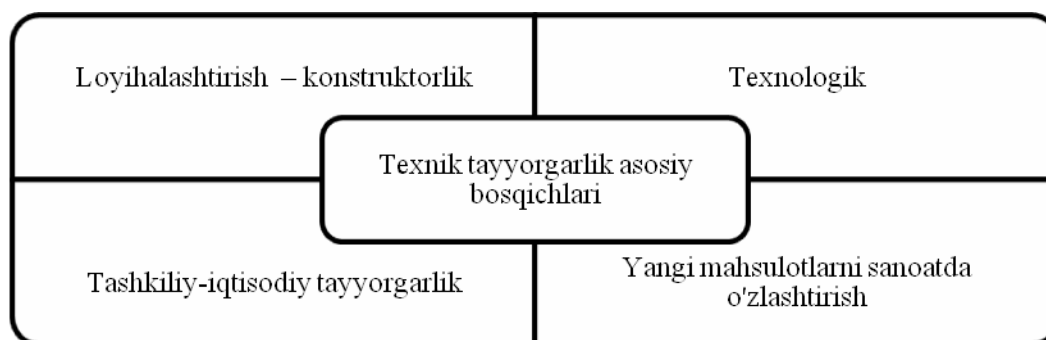 Loyihalashtirish – konstruktorlik
Texnologik
Texnik tayyorgarlik asosiy
bosqichlari
Tashkiliy-iqtisodiy tayyorgarlik
Yangi mahsulotlarni sanoatda
o'zlashtirish